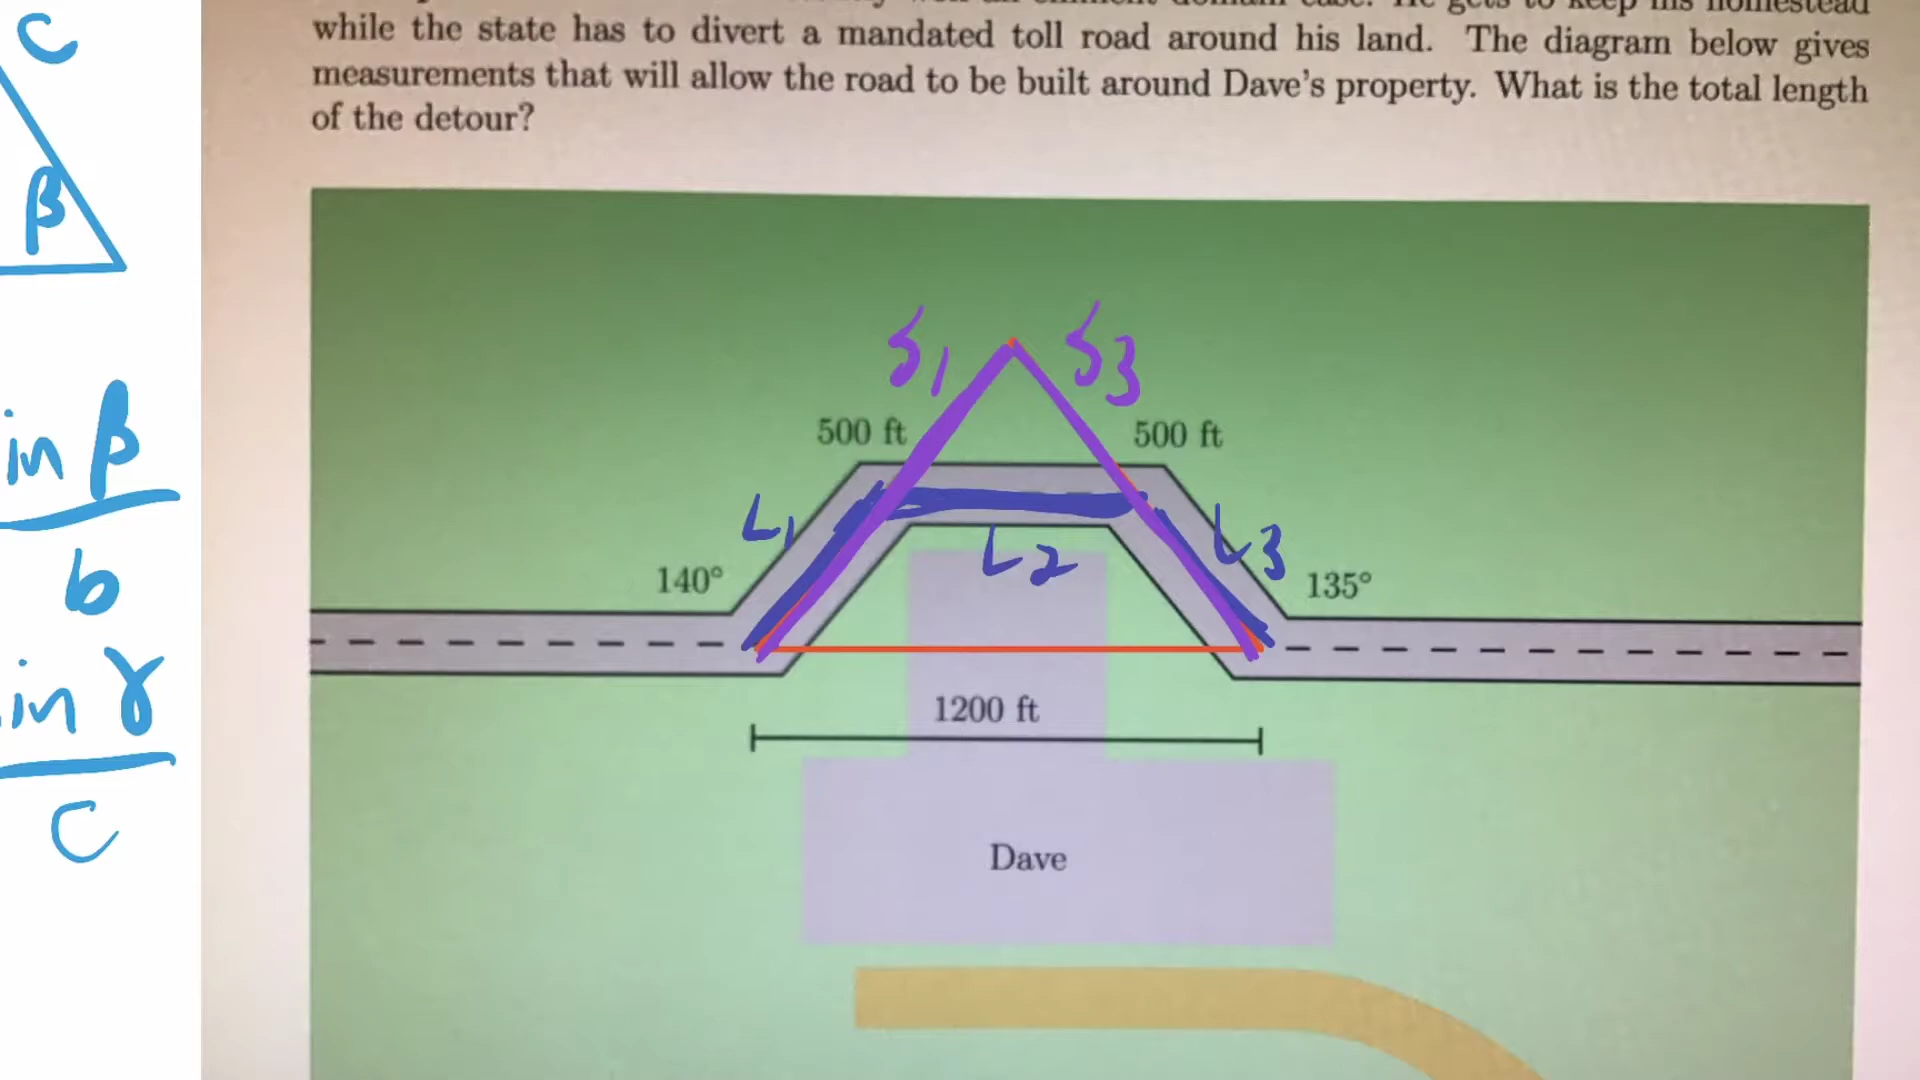 while the state has to divert a mandated toll road around his land. The diagram below gives
measurements that will allow the road to be built around Dave's property. What is the total length
of the detour?
C
β
in β
b
in γ
C
S1
S3
500 ft
500 ft
L1
L2
L3
140°
135°
1200 ft
Dave